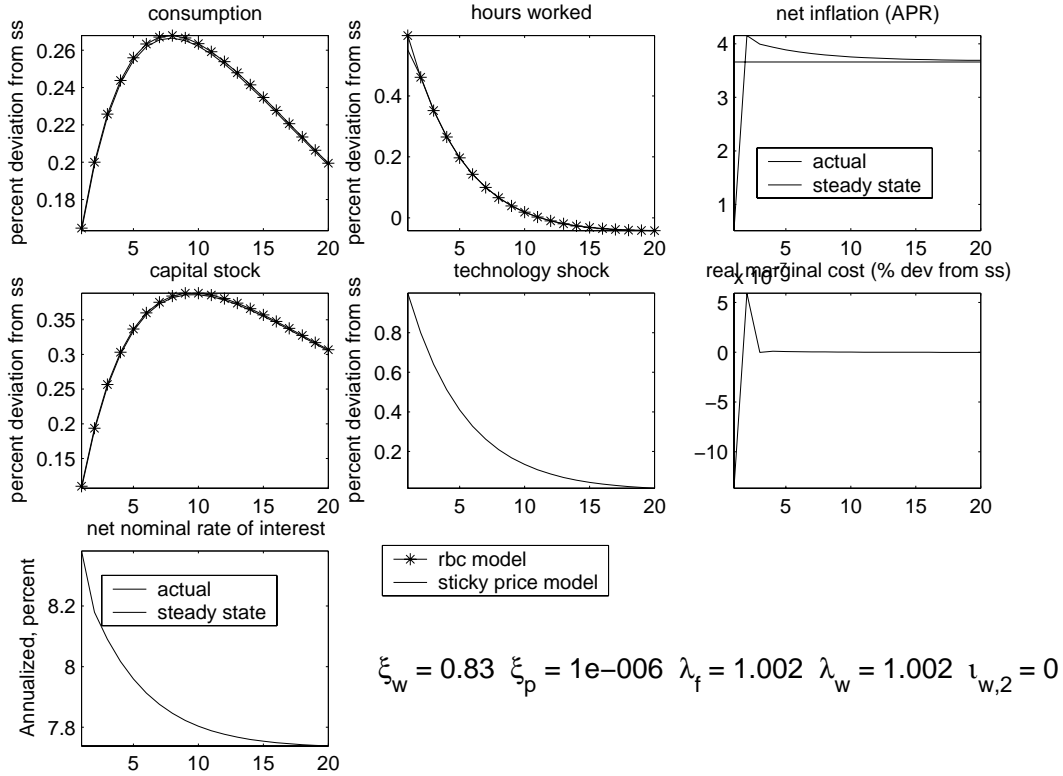 consumption
percent deviation from ss
0.26
0.24
0.22
0.2
0.18
5 10 15 20
hours worked
percent deviation from ss
0.4
0.2
0
5 10 15 20
net inflation (APR)
4
3
2
1
actual
steady state
5 10 15 20
capital stock
percent deviation from ss
0.35
0.3
0.25
0.2
0.15
5 10 15 20
technology shock
percent deviation from ss
0.8
0.6
0.4
0.2
5 10 15 20
real marginal cost (% dev from ss)
x 10−7
5
0
−5
−10
5 10 15 20
net nominal rate of interest
Annualized, percent
8.2
8
7.8
actual
steady state
5 10 15 20
rbc model
sticky price model
ξw = 0.83 ξp = 1e−006 λf = 1.002 λw = 1.002 ιw,2 = 0